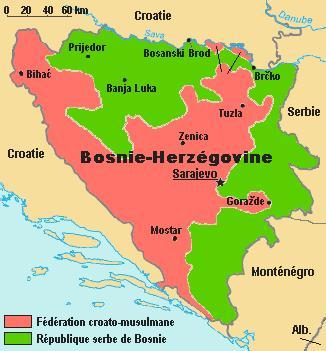 0 20 40 60 km
Croatie
Danube
Sava
Prijedor
Bosanski Brod
Bihać
Banja Luka
Brčko
Tuzla
Serbie
Zenica
Croatie
Bosnie-Herzégovine
Sarajevo
Goražde
Mostar
Monténégro
Fédération croato-musulmane
République serbe de Bosnie
Alb.